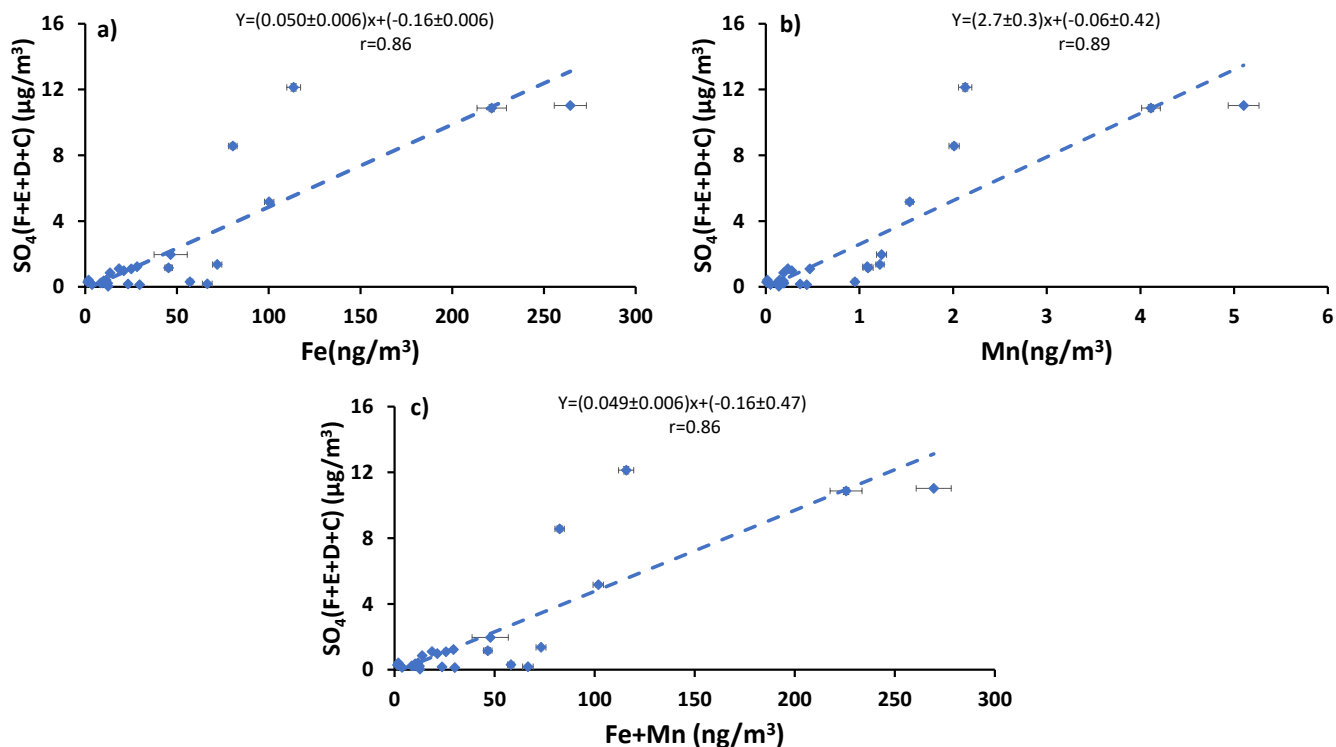 a)
Y=(0.050±0.006)x+(-0.16±0.006)
r=0.86
SO₄(F+E+D+C) (µg/m³)
16
12
8
4
0
0 50 100 150 200 250 300
Fe(ng/m³)
b)
Y=(2.7±0.3)x+(-0.06±0.42)
r=0.89
SO₄(F+E+D+C) (µg/m³)
16
12
8
4
0
0 1 2 3 4 5 6
Mn(ng/m³)
c)
Y=(0.049±0.006)x+(-0.16±0.47)
r=0.86
SO₄(F+E+D+C) (µg/m³)
16
12
8
4
0
0 50 100 150 200 250 300
Fe+Mn (ng/m³)